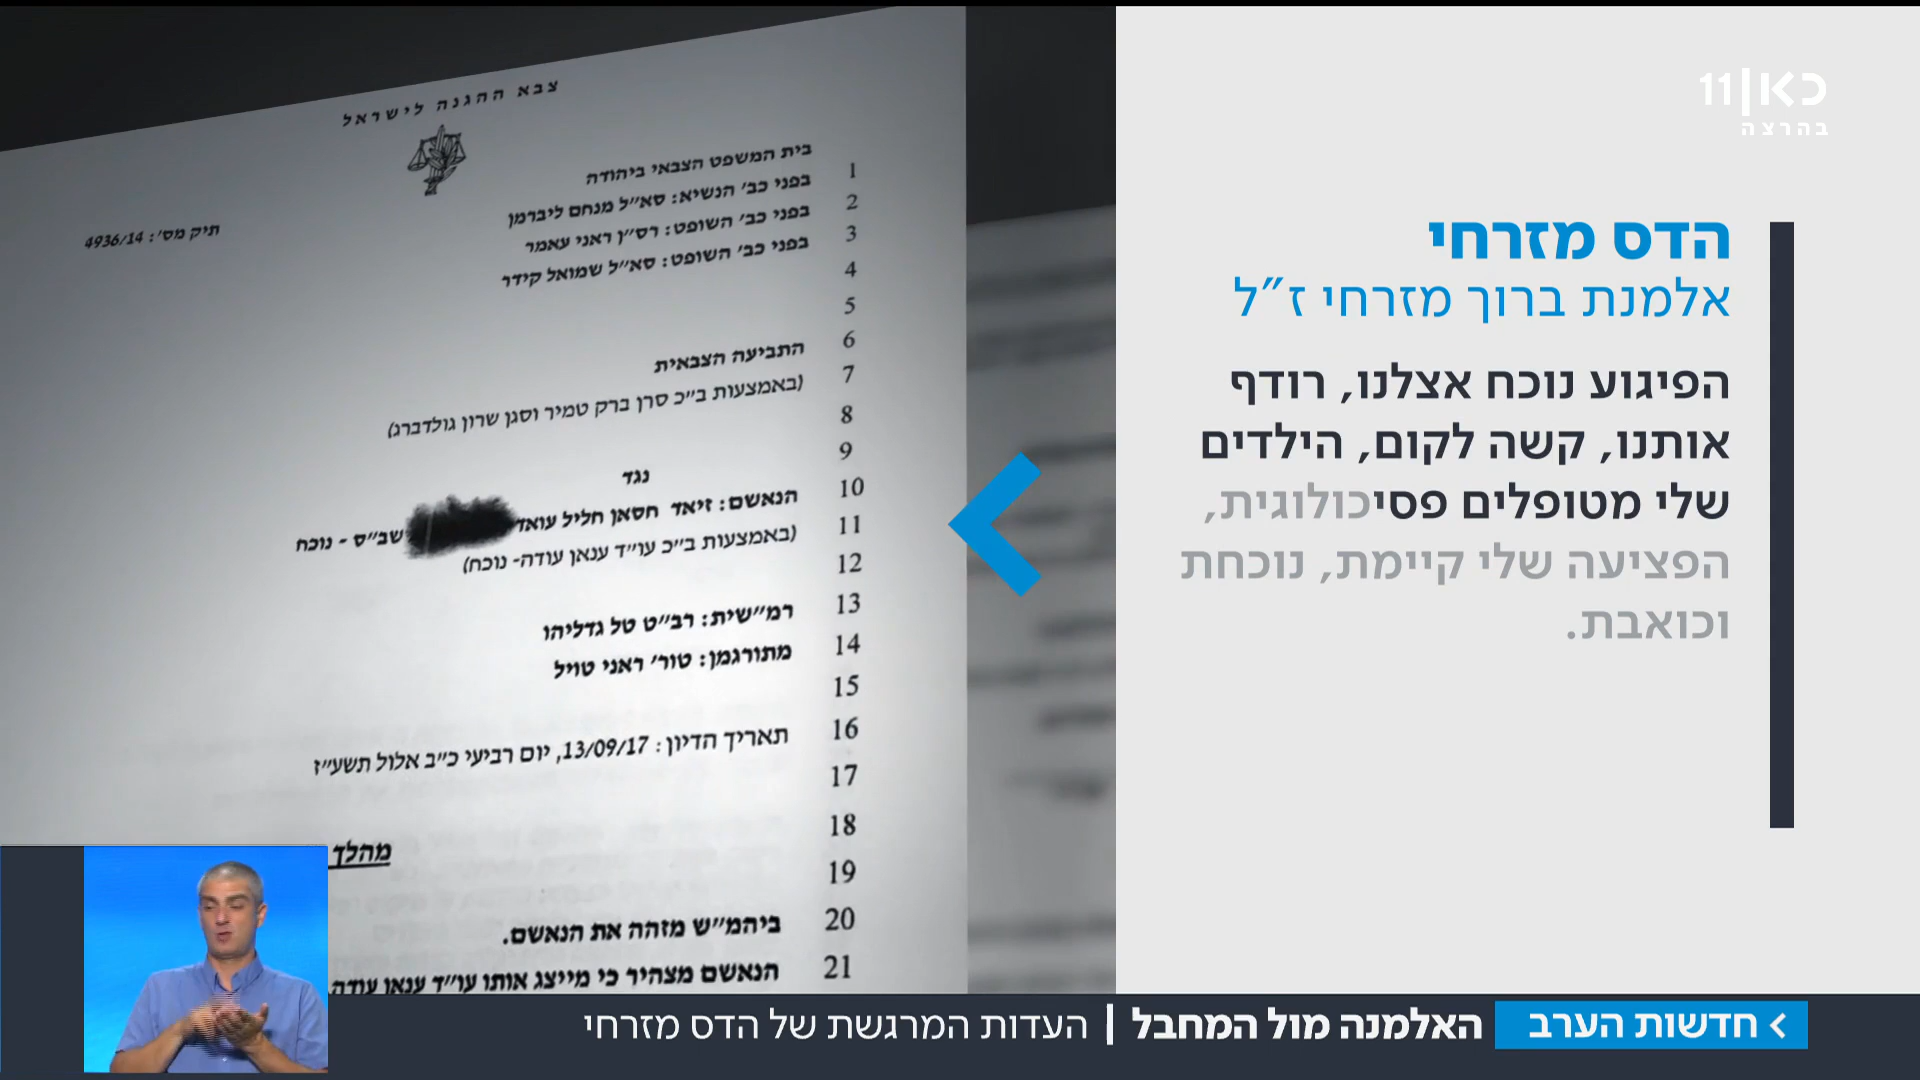 כאן 11
בהרצה
הדס מזרחי
אלמנת ברוך מזרחי ז״ל
הפיגוע נוכח אצלנו, רודף
אותנו, קשה לקום, הילדים
שלי מטופלים פסיכולוגית,
הפציעה שלי קיימת, נוכחת
וכואבת.
צבא ההגנה לישראל
בית המשפט הצבאי ביהודה
1
בפני כב' הנשיא: סא״ל מנחם ליברמן
2
תיק מס': 4936/14
בפני כב' השופט: רס״ן ראני עאמר
3
בפני כב' השופט: סא״ל שמואל קידר
4
5
6
התביעה הצבאית
7
(באמצעות ב״כ סרן ברק טמיר וסגן שרון גולדברג)
8
9
נגד
10
הנאשם: זיאד חסאן חליל עואד שב״ס - נוכח
11
(באמצעות ב״כ עו״ד ענאן עודה- נוכח)
12
13
רמ״שית: רב״ט טל גדליהו
14
מתורגמן: טור' ראני טויל
15
16
תאריך הדיון: 13/09/17, יום רביעי כ״ב אלול תשע״ז
17
18
מהלך
19
20
ביהמ״ש מזהה את הנאשם.
21
הנאשם מצהיר כי מייצג אותו עו״ד ענאן עודה
חדשות הערב
האלמנה מול המחבל | העדות המרגשת של הדס מזרחי